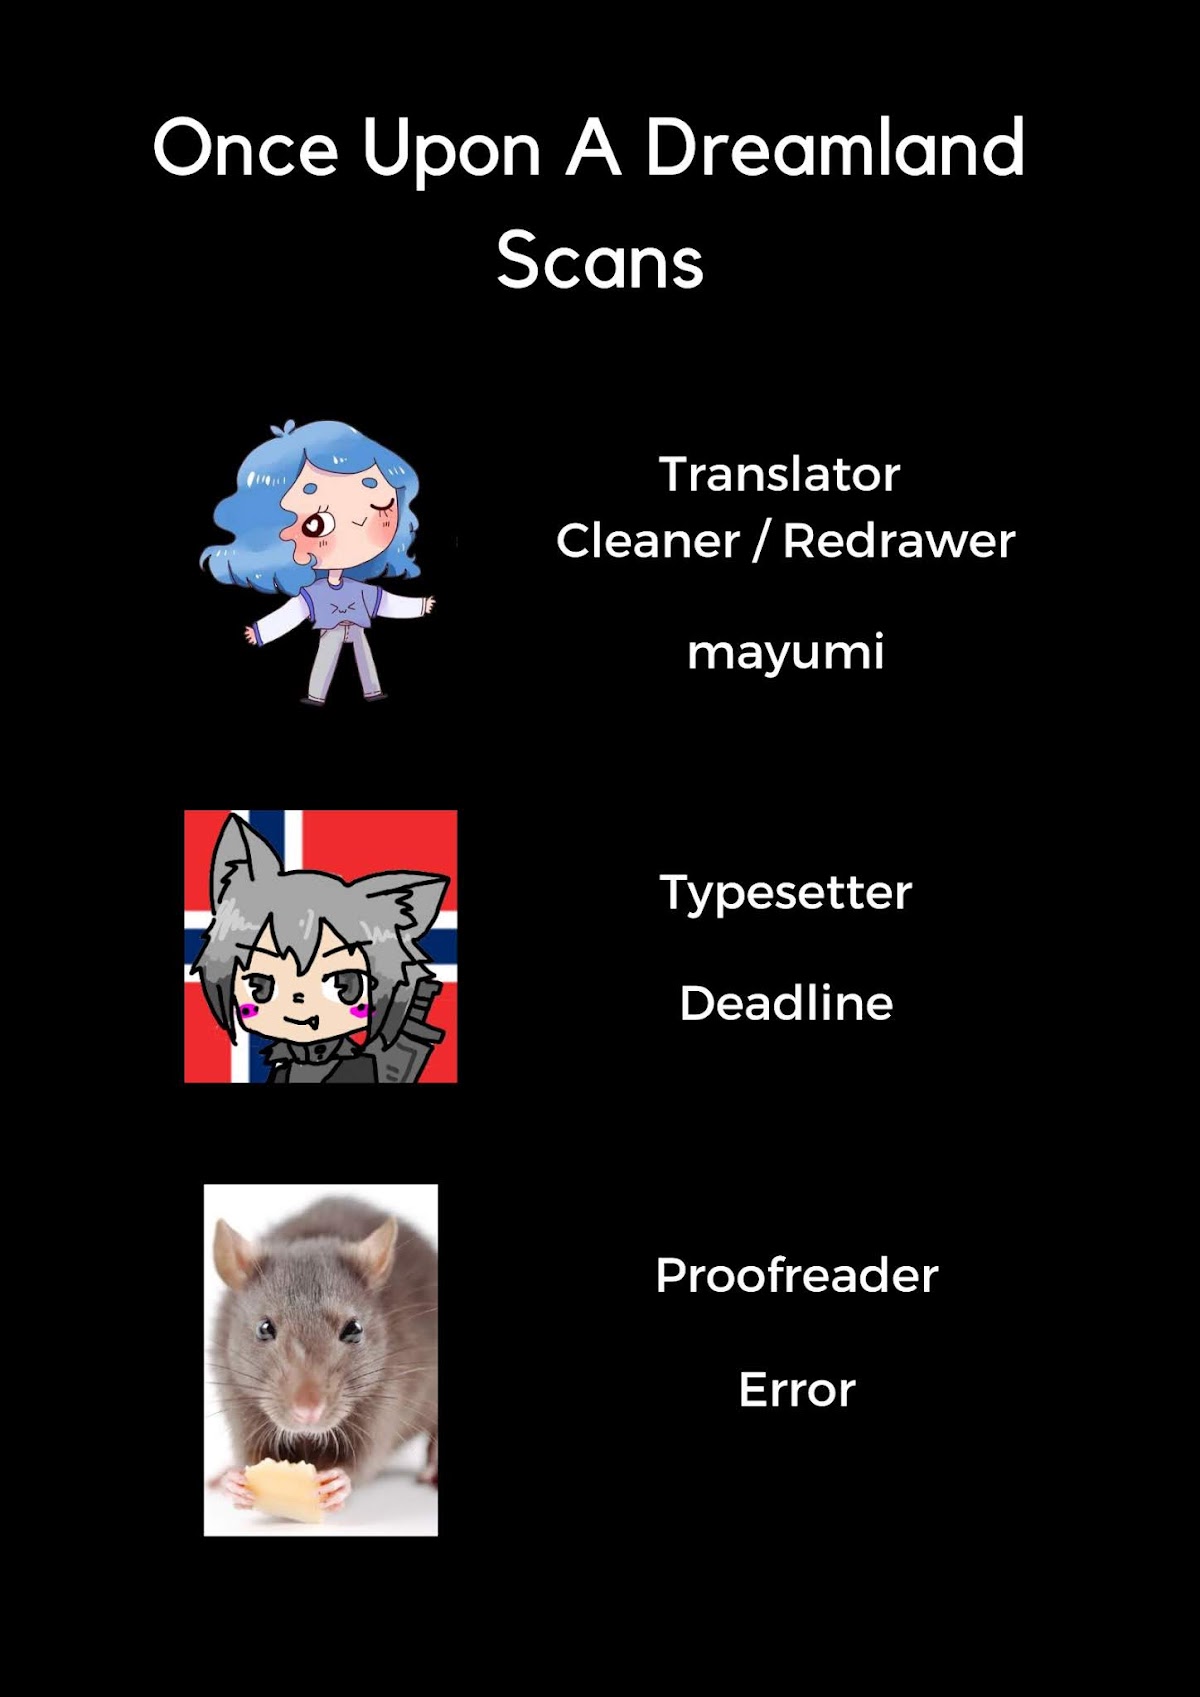 Once Upon A Dreamland
Scans
Translator
Cleaner / Redrawer
mayumi
Typesetter
Deadline
Proofreader
Error